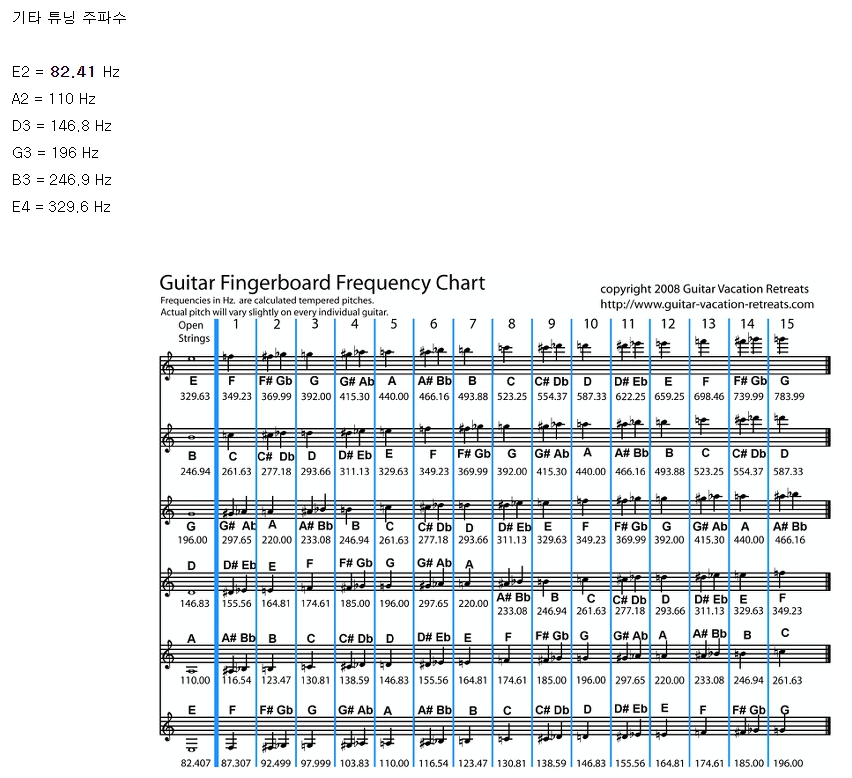 기타 튜닝 주파수
E2 = 82.41 Hz
A2 = 110 Hz
D3 = 146.8 Hz
G3 = 196 Hz
B3 = 246.9 Hz
E4 = 329.6 Hz
Guitar Fingerboard Frequency Chart
Frequencies in Hz. are calculated tempered pitches.
Actual pitch will vary slightly on every individual guitar.
copyright 2008 Guitar Vacation Retreats
http://www.guitar-vacation-retreats.com
Open Strings 1 2 3 4 5 6 7 8 9 10 11 12 13 14 15
E F F# Gb G G# Ab A A# Bb B C C# Db D D# Eb E F F# Gb G
329.63 349.23 369.99 392.00 415.30 440.00 466.16 493.88 523.25 554.37 587.33 622.25 659.25 698.46 739.99 783.99
B C C# Db D D# Eb E F F# Gb G G# Ab A A# Bb B C C# Db D
246.94 261.63 277.18 293.66 311.13 329.63 349.23 369.99 392.00 415.30 440.00 466.16 493.88 523.25 554.37 587.33
G G# Ab A A# Bb B C C# Db D D# Eb E F F# Gb G G# Ab A A# Bb
196.00 297.65 220.00 233.08 246.94 261.63 277.18 293.66 311.13 329.63 349.23 369.99 392.00 415.30 440.00 466.16
D D# Eb E F F# Gb G G# Ab A A# Bb B C C# Db D D# Eb E F
146.83 155.56 164.81 174.61 185.00 196.00 297.65 220.00 233.08 246.94 261.63 277.18 293.66 311.13 329.63 349.23
A A# Bb B C C# Db D D# Eb E F F# Gb G G# Ab A A# Bb B C
110.00 116.54 123.47 130.81 138.59 146.83 155.56 164.81 174.61 185.00 196.00 297.65 220.00 233.08 246.94 261.63
E F F# Gb G G# Ab A A# Bb B C C# Db D D# Eb E F F# Gb G
82.407 87.307 92.499 97.999 103.83 110.00 116.54 123.47 130.81 138.59 146.83 155.56 164.81 174.61 185.00 196.00